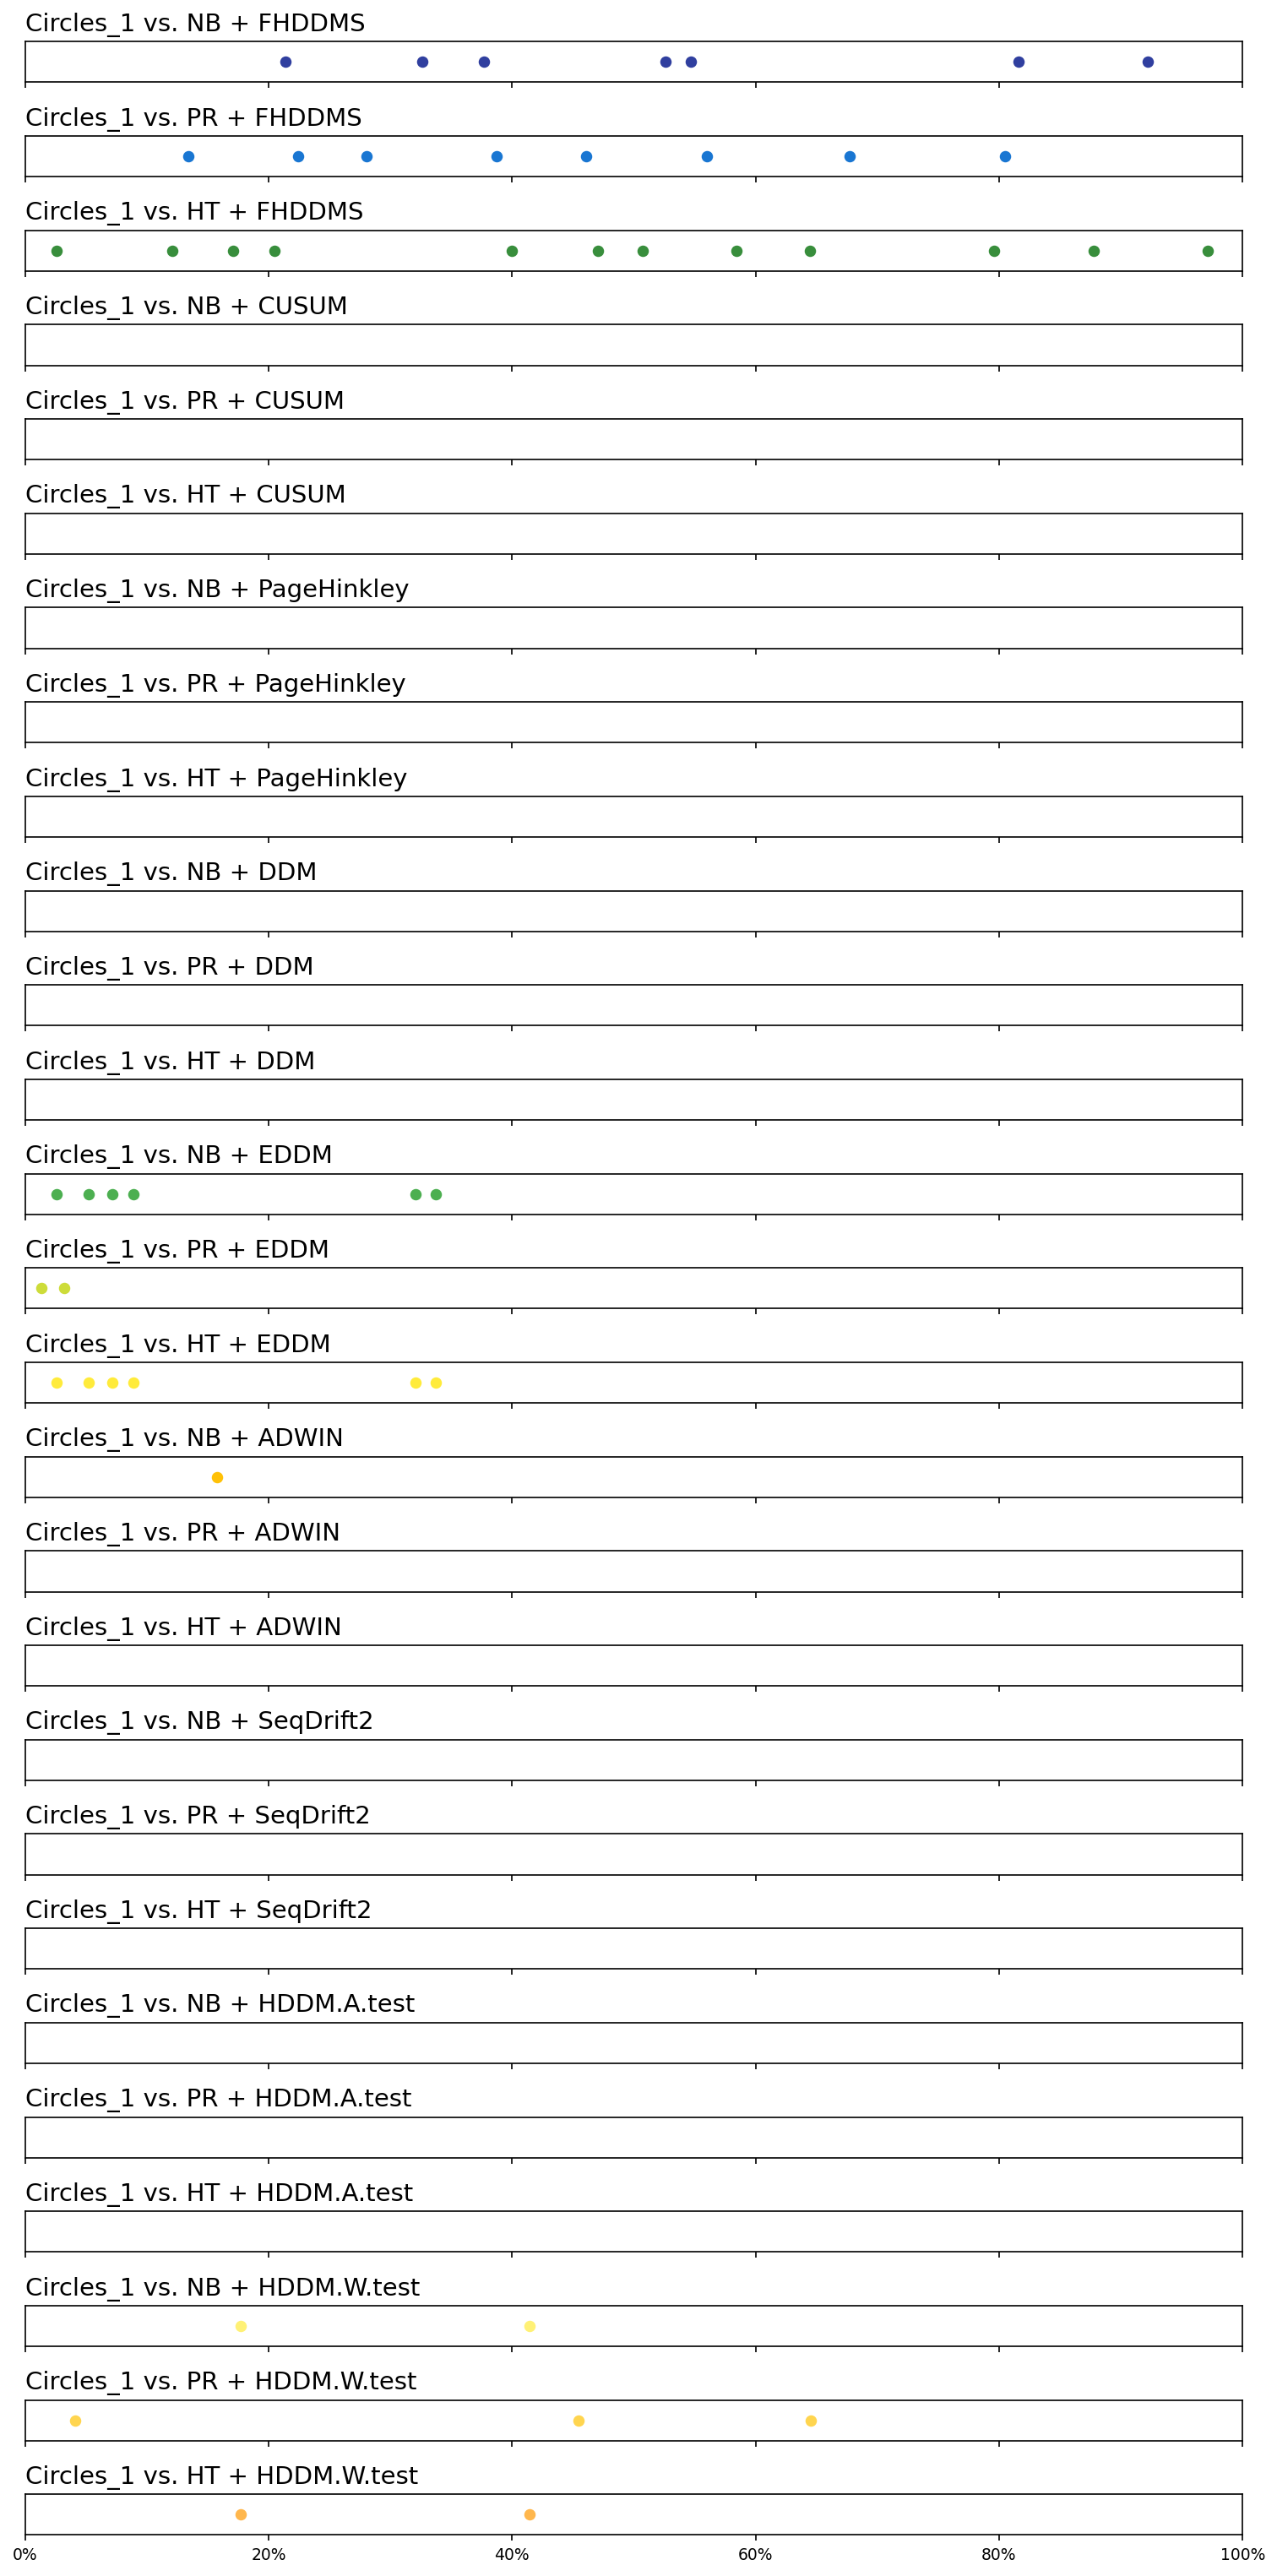 Circles_1 vs. NB + FHDDMS
Circles_1 vs. PR + FHDDMS
Circles_1 vs. HT + FHDDMS
Circles_1 vs. NB + CUSUM
Circles_1 vs. PR + CUSUM
Circles_1 vs. HT + CUSUM
Circles_1 vs. NB + PageHinkley
Circles_1 vs. PR + PageHinkley
Circles_1 vs. HT + PageHinkley
Circles_1 vs. NB + DDM
Circles_1 vs. PR + DDM
Circles_1 vs. HT + DDM
Circles_1 vs. NB + EDDM
Circles_1 vs. PR + EDDM
Circles_1 vs. HT + EDDM
Circles_1 vs. NB + ADWIN
Circles_1 vs. PR + ADWIN
Circles_1 vs. HT + ADWIN
Circles_1 vs. NB + SeqDrift2
Circles_1 vs. PR + SeqDrift2
Circles_1 vs. HT + SeqDrift2
Circles_1 vs. NB + HDDM.A.test
Circles_1 vs. PR + HDDM.A.test
Circles_1 vs. HT + HDDM.A.test
Circles_1 vs. NB + HDDM.W.test
Circles_1 vs. PR + HDDM.W.test
Circles_1 vs. HT + HDDM.W.test
0% 20% 40% 60% 80% 100%